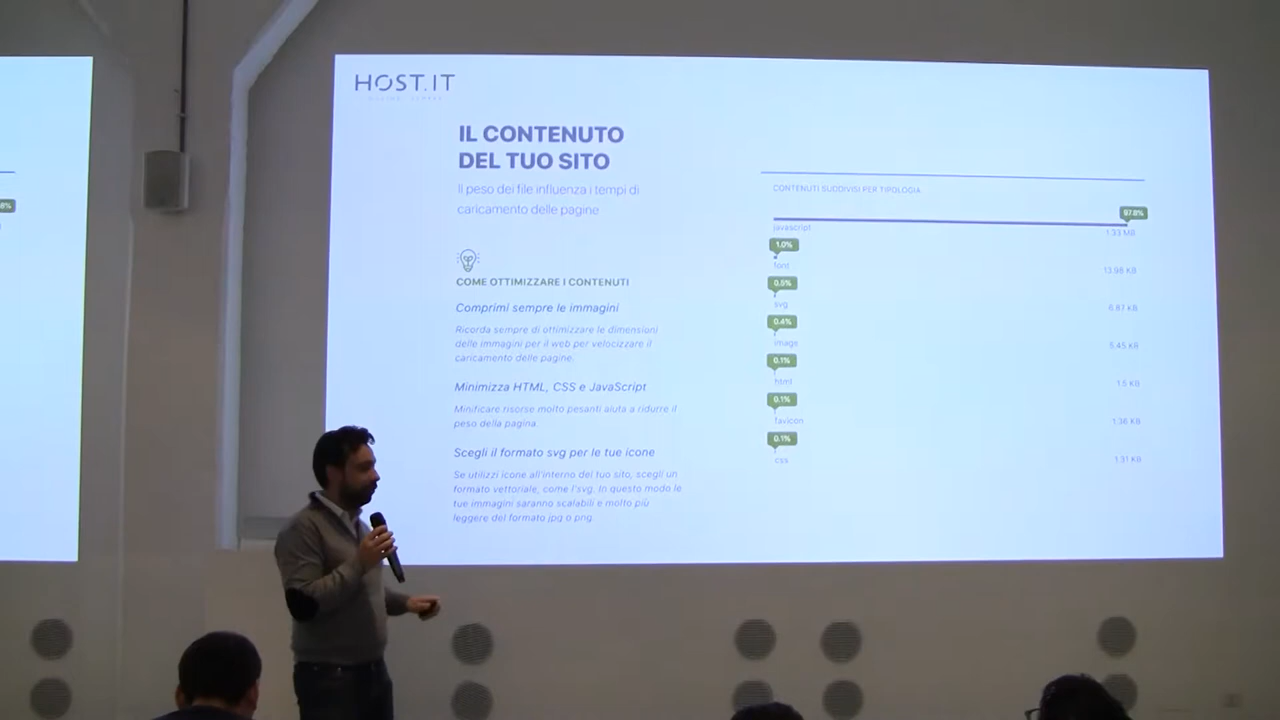 HOST.IT
IL CONTENUTO
DEL TUO SITO
Il peso dei file influenza i tempi di
caricamento delle pagine
COME OTTIMIZZARE I CONTENUTI
Comprimi sempre le immagini
Ricorda sempre di ottimizzare le dimensioni
delle immagini per il web per velocizzare il
caricamento delle pagine.
Minimizza HTML, CSS e JavaScript
Minificare risorse molto pesanti aiuta a ridurre il
peso della pagina.
Scegli il formato svg per le tue icone
Se utilizzi icone all'interno del tuo sito, scegli un
formato vettoriale, come l'svg. In questo modo le
tue immagini saranno scalabili e molto più
leggere del formato jpg o png.
CONTENUTI SUDDIVISI PER TIPOLOGIA
97.8%
javascript 1.33 MB
1.0%
font 13.98 KB
0.5%
svg 6.87 KB
0.4%
image 5.45 KB
0.1%
html 1.5 KB
0.1%
favicon 1.36 KB
0.1%
css 1.31 KB